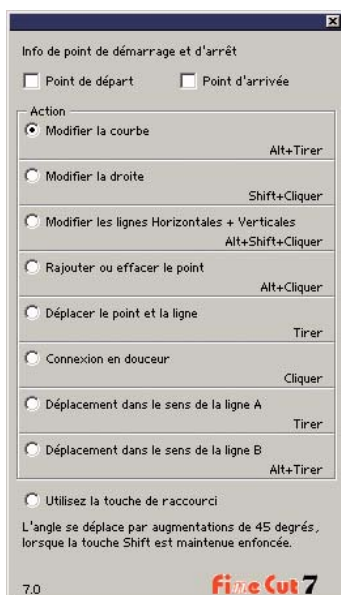 Info de point de démarrage et d'arrêt
Point de départ Point d'arrivée
Action
Modifier la courbe
Alt+Tirer
Modifier la droite
Shift+Cliquer
Modifier les lignes Horizontales + Verticales
Alt+Shift+Cliquer
Rajouter ou effacer le point
Alt+Cliquer
Déplacer le point et la ligne
Tirer
Connexion en douceur
Cliquer
Déplacement dans le sens de la ligne A
Tirer
Déplacement dans le sens de la ligne B
Alt+Tirer
Utilisez la touche de raccourci
L'angle se déplace par augmentations de 45 degrés,
lorsque la touche Shift est maintenue enfoncée.
7.0 Fine Cut 7